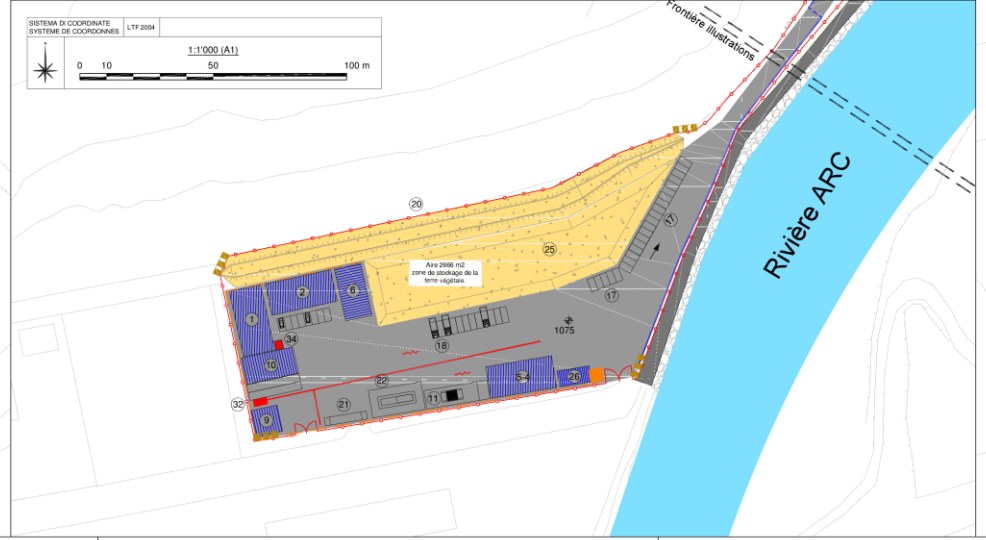 SISTEMA DI COORDINATE
SYSTEME DE COORDONNES
LTF 2004
1:1'000 (A1)
0 10 50 100 m
Frontière illustrations
Rivière ARC
20
25
17
Aire 2666 m2
zone de stockage de la
terre végétale
2
6
1
17
1075
34
18
10
5-4
26
22
32
21
11
9